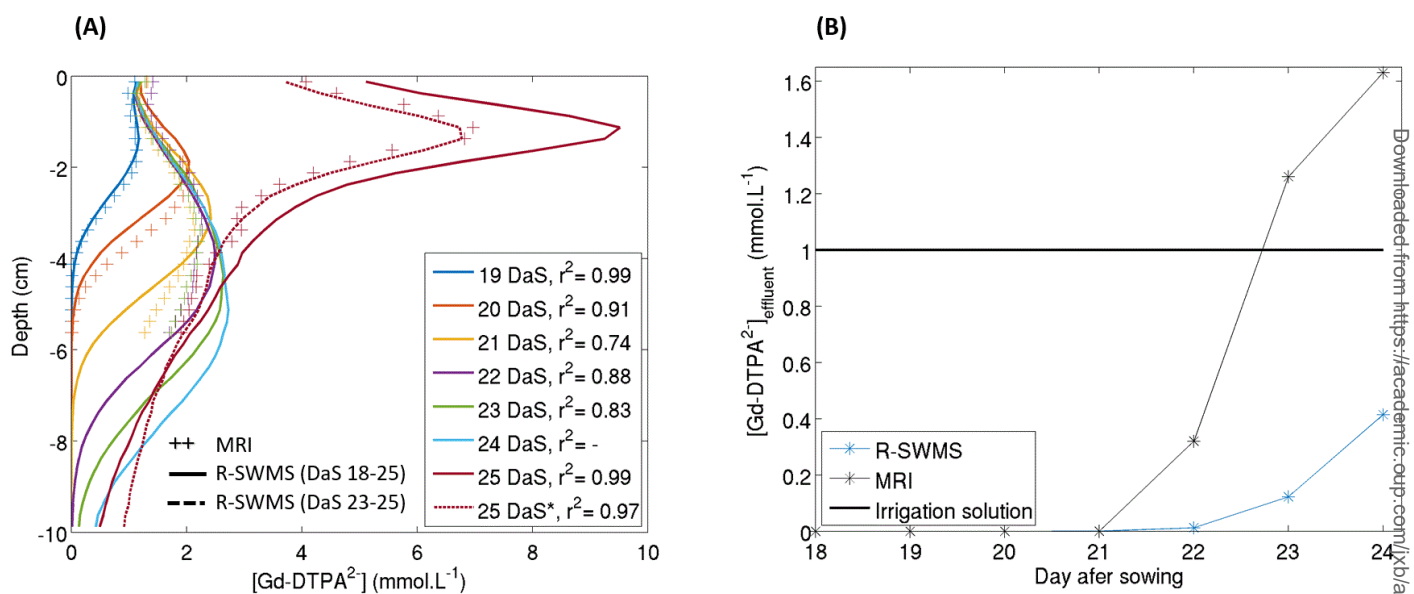 (A)
0
-2
-4
-6
-8
-10
Depth (cm)
0
2
4
6
8
10
[Gd-DTPA²⁻] (mmol.L⁻¹)
MRI
R-SWMS (DaS 18-25)
R-SWMS (DaS 23-25)
19 DaS, r² = 0.99
20 DaS, r² = 0.91
21 DaS, r² = 0.74
22 DaS, r² = 0.88
23 DaS, r² = 0.83
24 DaS, r² = -
25 DaS, r² = 0.99
25 DaS*, r² = 0.97
(B)
1.6
1.4
1.2
1
0.8
0.6
0.4
0.2
0
[Gd-DTPA²⁻]effluent (mmol.L⁻¹)
18
19
20
21
22
23
24
Day afer sowing
R-SWMS
MRI
Irrigation solution
Downloaded from https://academic.oup.com/jxb/a